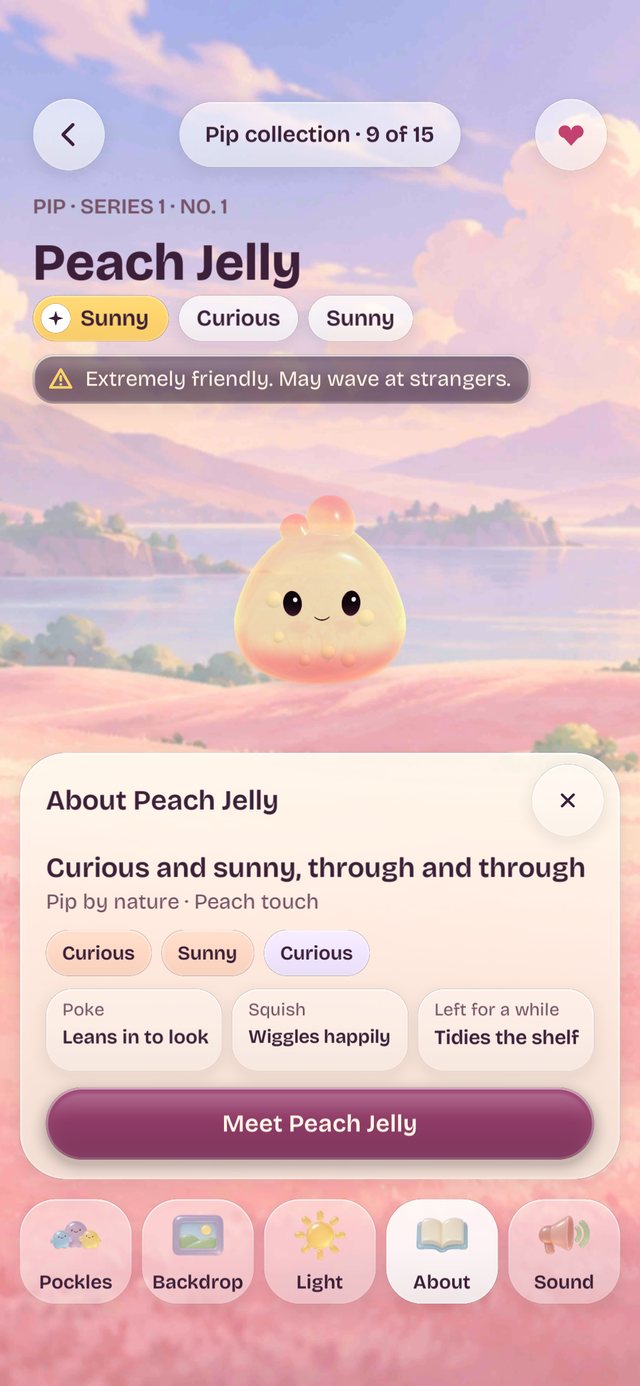 Pip collection · 9 of 15
PIP · SERIES 1 · NO. 1
Peach Jelly
Sunny Curious Sunny
Extremely friendly. May wave at strangers.
About Peach Jelly
Curious and sunny, through and through
Pip by nature · Peach touch
Curious Sunny Curious
Poke Squish Left for a while
Leans in to look Wiggles happily Tidies the shelf
Meet Peach Jelly
Pockles Backdrop Light About Sound